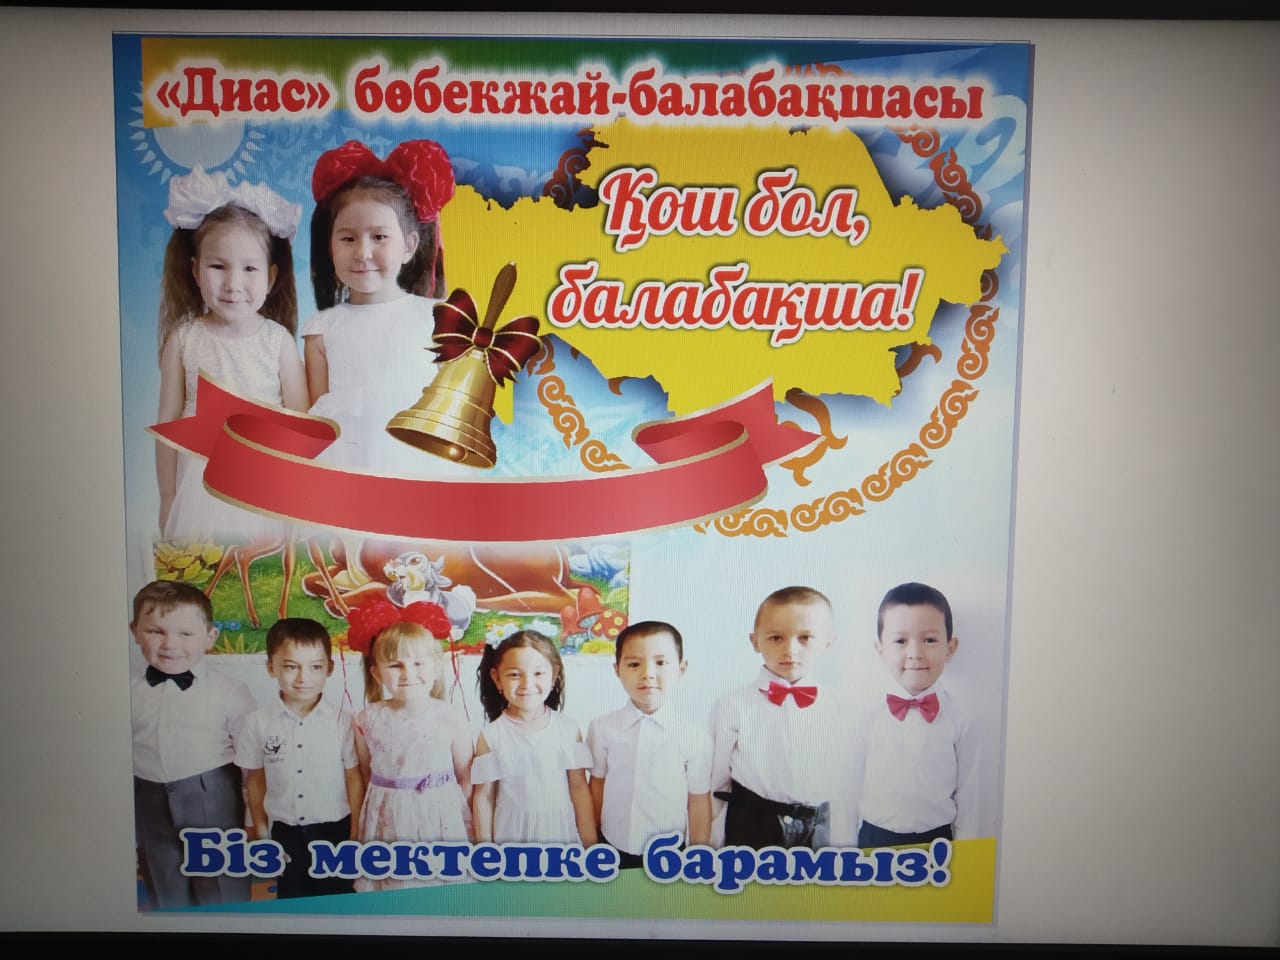 «Диас» бөбекжай-балабақшасы
Қош бол,
балабақша!
Біз мектепке барамыз!